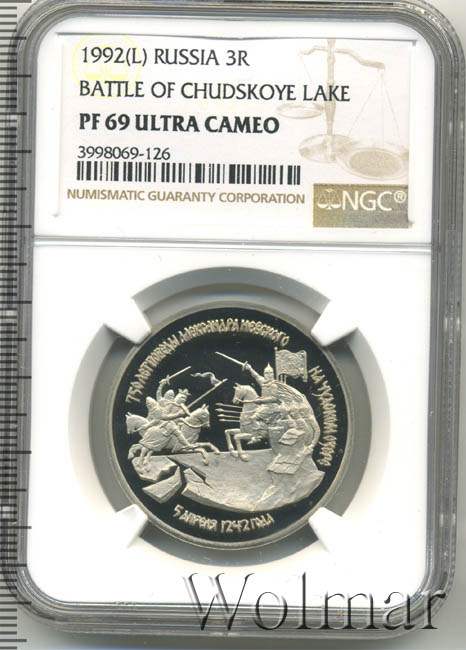 1992(L) RUSSIA 3R
BATTLE OF CHUDSKOYE LAKE
PF 69 ULTRA CAMEO
3998069-126
NUMISMATIC GUARANTY CORPORATION
NGC®
750 ЛЕТ ПОБЕДЫ АЛЕКСАНДРА НЕВСКОГО
НА ЧУДСКОМ ОЗЕРЕ
5 АПРЕЛЯ 1242 ГОДА
Wolmar